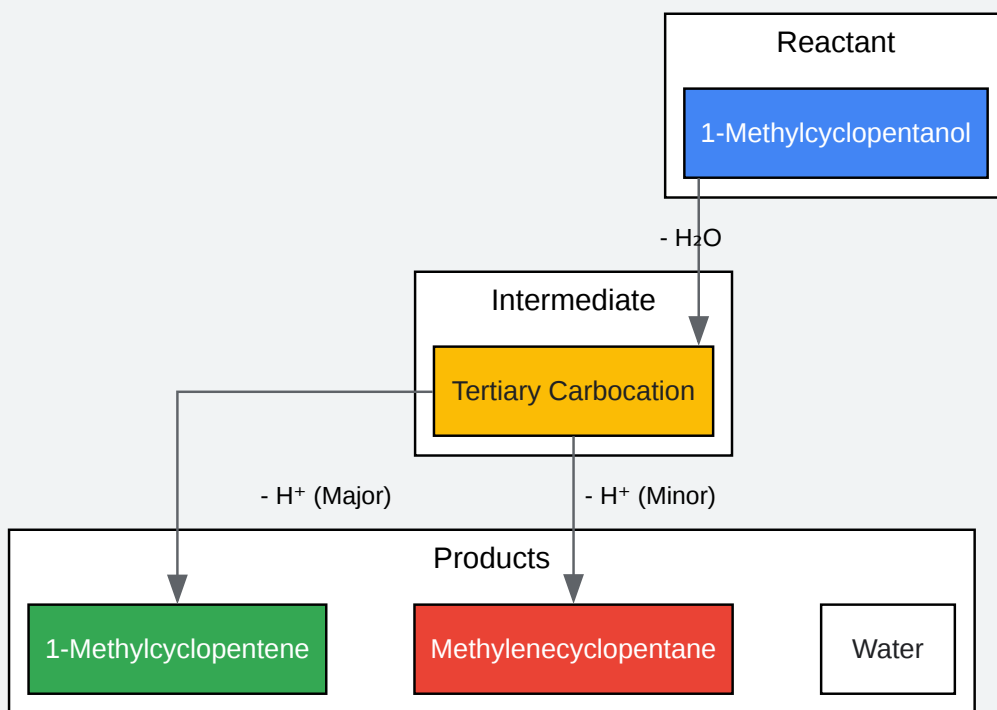 Reactant
1-Methylcyclopentanol
- H₂O
Intermediate
Tertiary Carbocation
- H⁺ (Major)
- H⁺ (Minor)
Products
1-Methylcyclopentene
Methylenecyclopentane
Water